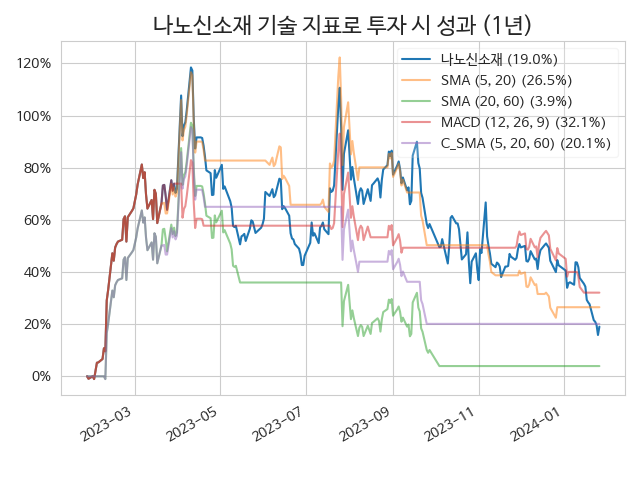 나노신소재 기술 지표로 투자 시 성과 (1년)
나노신소재 (19.0%)
SMA (5, 20) (26.5%)
SMA (20, 60) (3.9%)
MACD (12, 26, 9) (32.1%)
C_SMA (5, 20, 60) (20.1%)
120%
100%
80%
60%
40%
20%
0%
2023-03
2023-05
2023-07
2023-09
2023-11
2024-01